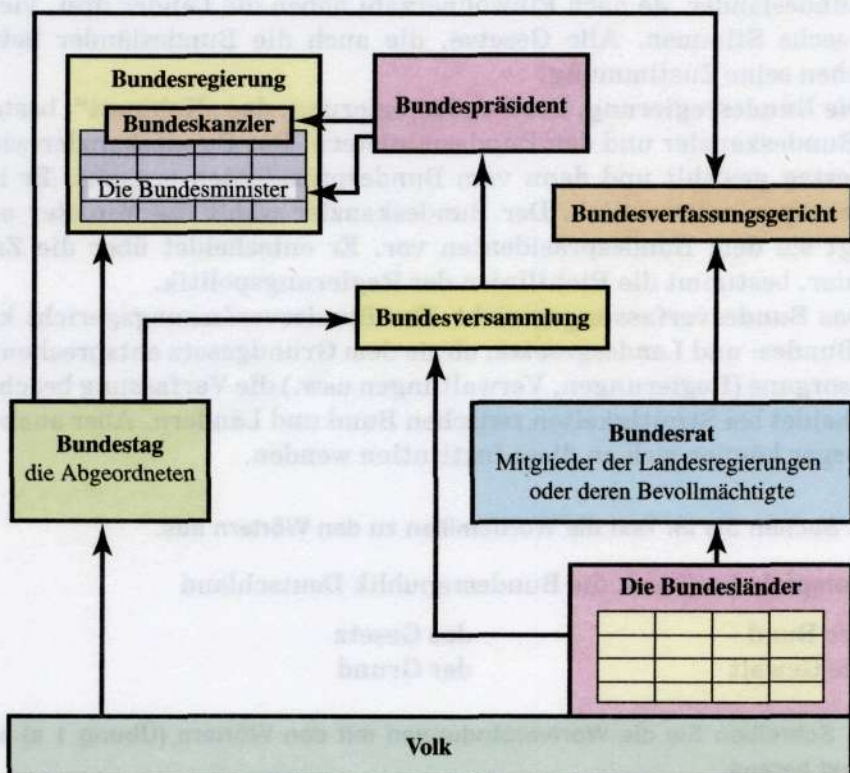 Bundesregierung
Bundeskanzler
Die Bundesminister
Bundespräsident
Bundesverfassungsgericht
Bundesversammlung
Bundestag
die Abgeordneten
Bundesrat
Mitglieder der Landesregierungen
oder deren Bevollmächtigte
Die Bundesländer
Volk